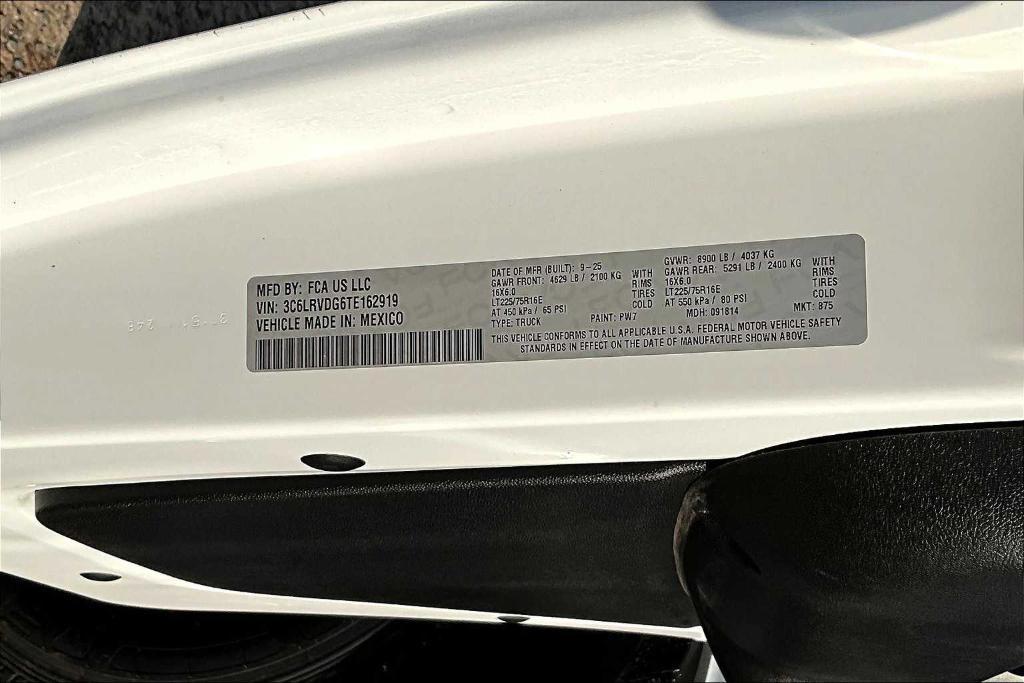 MFD BY: FCA US LLC
VIN: 3C6LRVDG6TE162919
VEHICLE MADE IN: MEXICO
DATE OF MFR (BUILT): 9-25
GAWR FRONT: 4629 LB / 2100 KG WITH
16X6.0 RIMS
LT225/75R16E TIRES
AT 450 kPa / 65 PSI COLD
TYPE: TRUCK PAINT: PW7
GVWR: 8900 LB / 4037 KG
GAWR REAR: 5291 LB / 2400 KG WITH
16X6.0 RIMS
LT225/75R16E TIRES
AT 550 kPa / 80 PSI COLD
MDH: 091814 MKT: 875
THIS VEHICLE CONFORMS TO ALL APPLICABLE U.S.A. FEDERAL MOTOR VEHICLE SAFETY
STANDARDS IN EFFECT ON THE DATE OF MANUFACTURE SHOWN ABOVE.